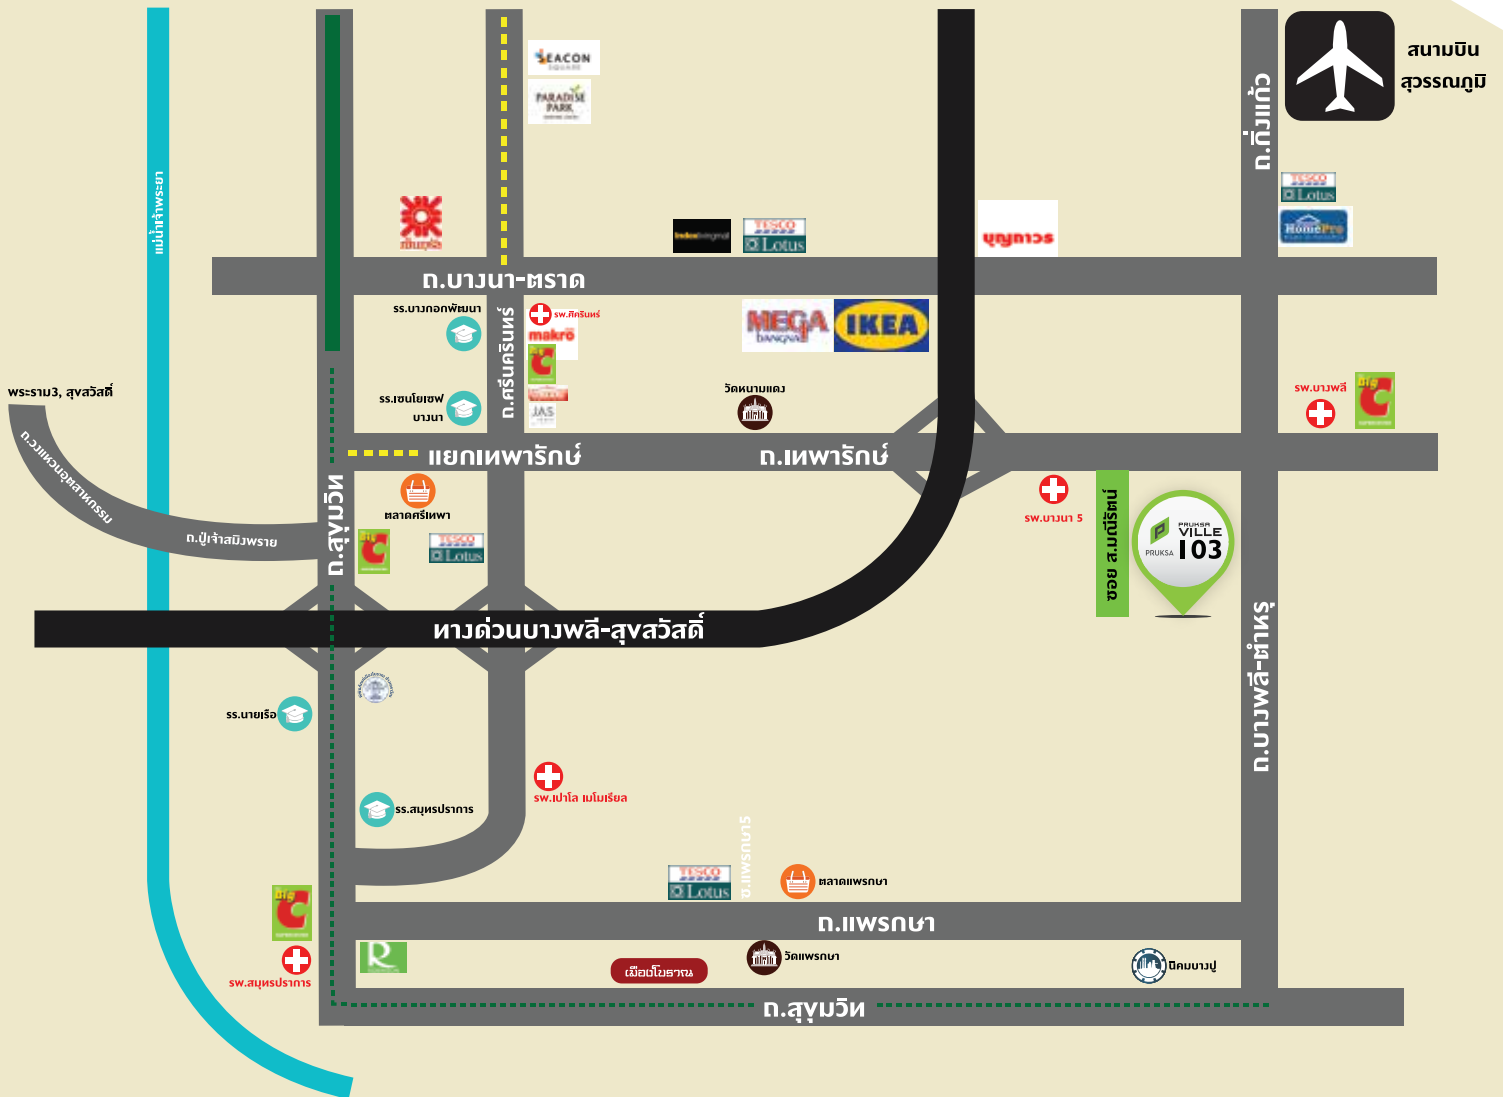 สนามบิน
สุวรรณภูมิ
SEACON
SQUARE
PARADISE
PARK
ถ.กิ่งแก้ว
แม่น้ำเจ้าพระยา
TESCO
Lotus
HomePro
เซ็นทรัล
indexlivingmall
TESCO
Lotus
บุญถาวร
ถ.บางนา-ตราด
รร.บางกอกพัฒนา
รพ.ศิครินทร์
makro
Big
C
MEGA
BANGNA
IKEA
ถ.ศรีนครินทร์
พระราม3, สุขสวัสดิ์
รร.เซนโยเซฟ
บางนา
JAS
วัดหนามแดง
รพ.บางพลี
Big
C
ถ.วงแหวนอุตสาหกรรม
แยกเทพารักษ์
ถ.เทพารักษ์
ถ.สุขุมวิท
ตลาดศรีเทพา
รพ.บางนา 5
ซอย ส.มณีรัตน์
PRUKSA
PRUKSA
VILLE
103
ถ.ปู่เจ้าสมิงพราย
Big
C
TESCO
Lotus
ทางด่วนบางพลี-สุขสวัสดิ์
ถ.บางพลี-ตำหรุ
รร.นายเรือ
รพ.เปาโล เมโมเรียล
รร.สมุทรปราการ
ซ.แพรกษา5
TESCO
Lotus
ตลาดแพรกษา
Big
C
ถ.แพรกษา
รพ.สมุทรปราการ
R
เมืองโบราณ
วัดแพรกษา
นิคมบางปู
ถ.สุขุมวิท